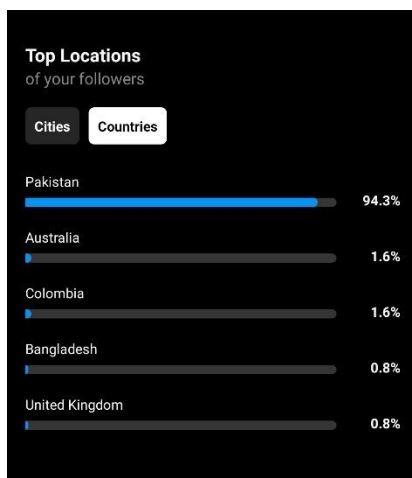 Top Locations
of your followers
Cities Countries
Pakistan
94.3%
Australia
1.6%
Colombia
1.6%
Bangladesh
0.8%
United Kingdom
0.8%